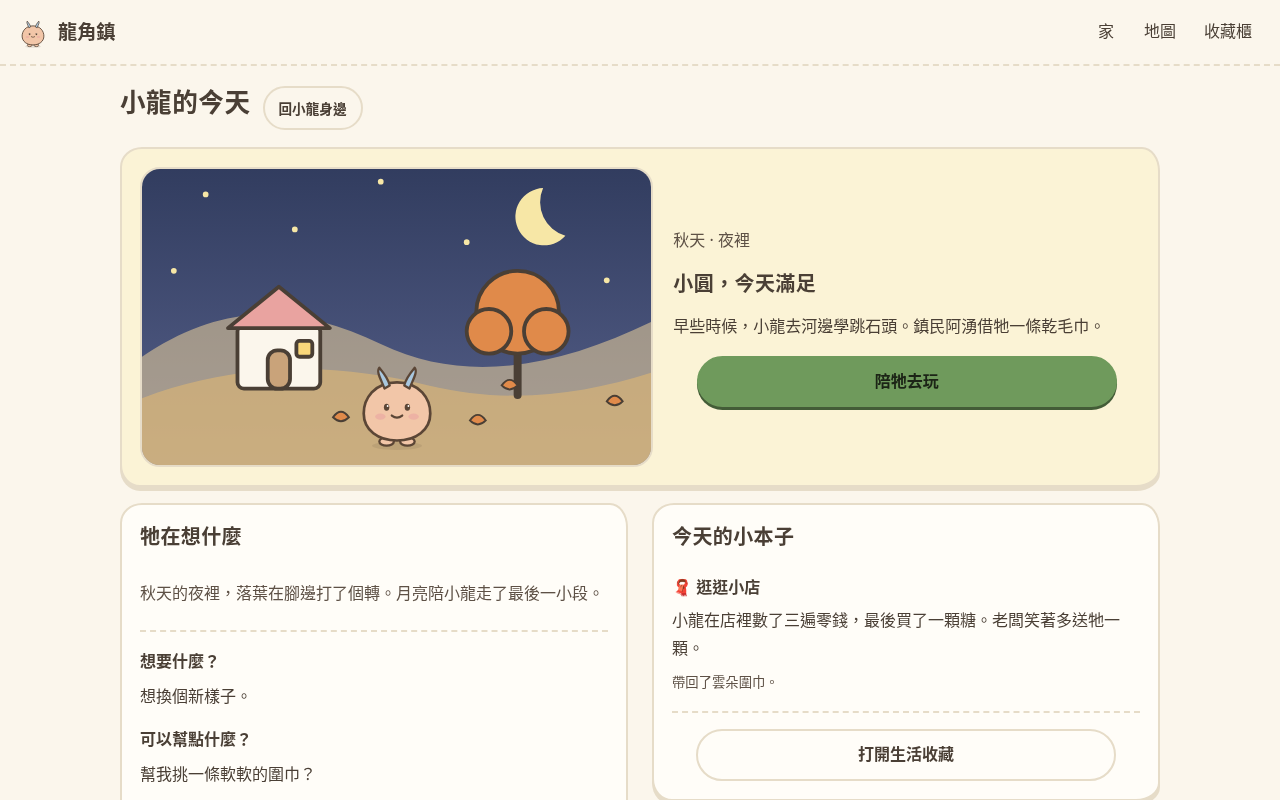 龍角鎮
家
地圖
收藏櫃
小龍的今天
回小龍身邊
秋天 · 夜裡
小圓，今天滿足
早些時候，小龍去河邊學跳石頭。鎮民阿湧借牠一條乾毛巾。
陪牠去玩
牠在想什麼
秋天的夜裡，落葉在腳邊打了個轉。月亮陪小龍走了最後一小段。
想要什麼？
想換個新樣子。
可以幫點什麼？
幫我挑一條軟軟的圍巾？
今天的小本子
🧣 逛逛小店
小龍在店裡數了三遍零錢，最後買了一顆糖。老闆笑著多送牠一
顆。
帶回了雲朵圍巾。
打開生活收藏